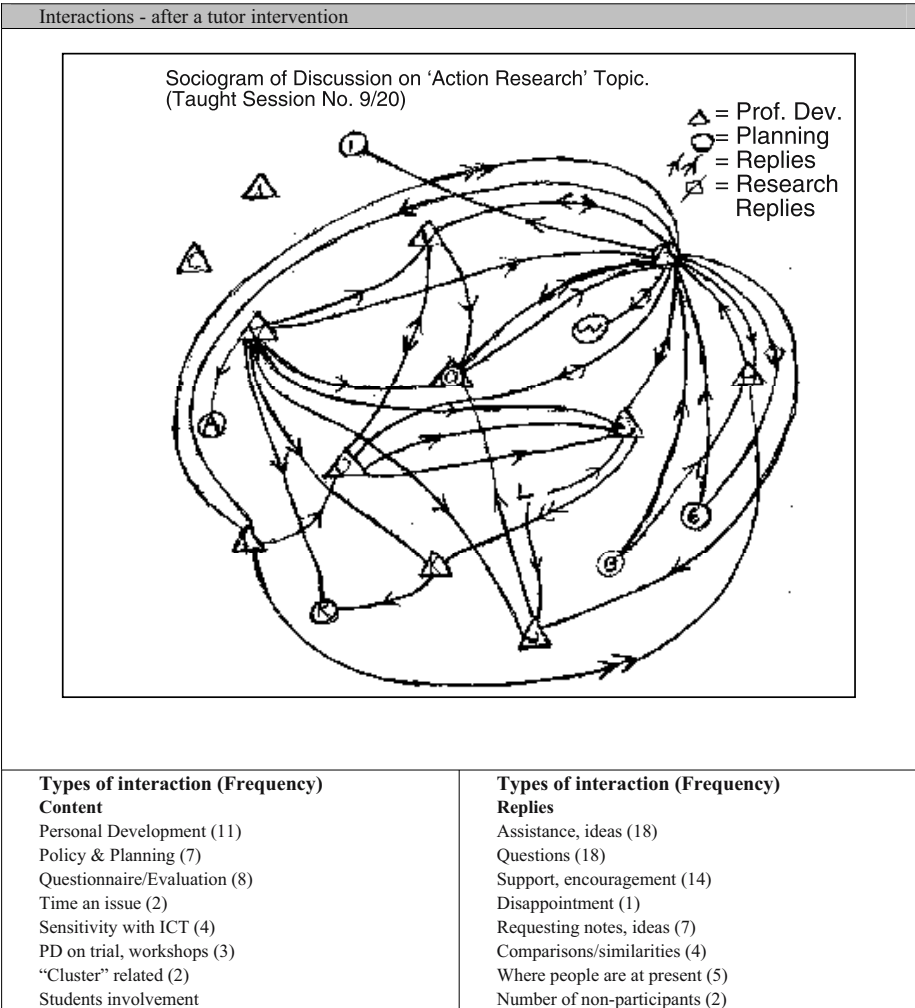 Interactions - after a tutor intervention
Sociogram of Discussion on ‘Action Research’ Topic.
(Taught Session No. 9/20)
= Prof. Dev.
= Planning
= Replies
= Research
Replies
I
C
W
O
A
D
L
E
B
K
R
Types of interaction (Frequency)
Content
Personal Development (11)
Policy & Planning (7)
Questionnaire/Evaluation (8)
Time an issue (2)
Sensitivity with ICT (4)
PD on trial, workshops (3)
“Cluster” related (2)
Students involvement
Types of interaction (Frequency)
Replies
Assistance, ideas (18)
Questions (18)
Support, encouragement (14)
Disappointment (1)
Requesting notes, ideas (7)
Comparisons/similarities (4)
Where people are at present (5)
Number of non-participants (2)